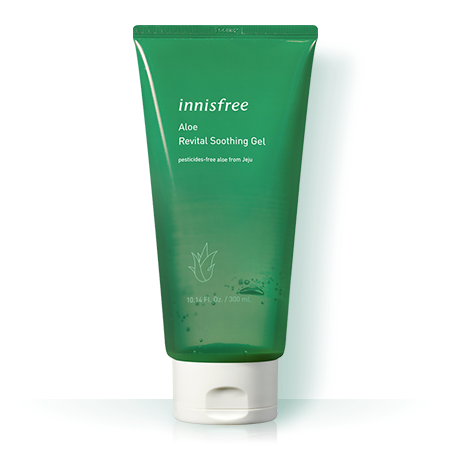 innisfree
Aloe
Revital Soothing Gel
pesticides-free aloe from Jeju
10.14 Fl. Oz. / 300 ml